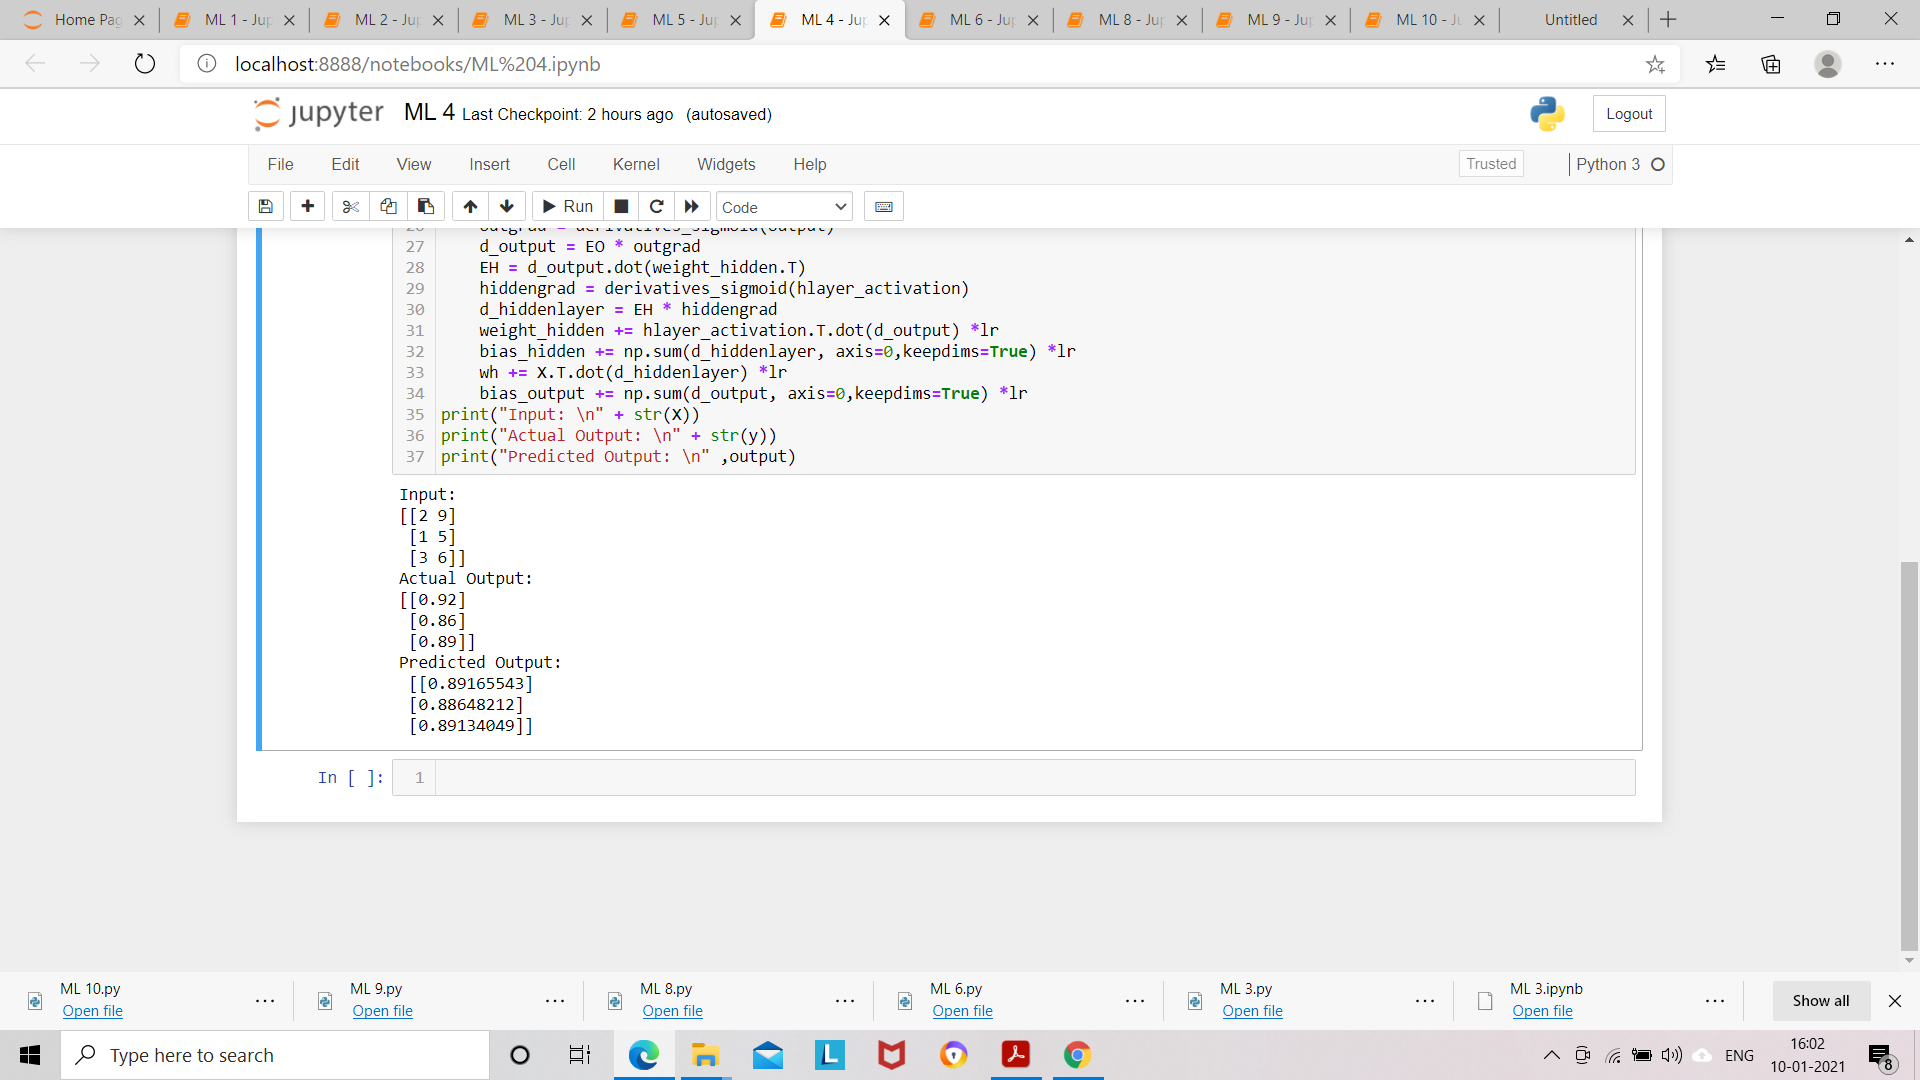 Home Pag
ML 1 - Jup
ML 2 - Jup
ML 3 - Jup
ML 5 - Jup
ML 4 - Jup
ML 6 - Jup
ML 8 - Jup
ML 9 - Jup
ML 10 - Ju
Untitled
localhost:8888/notebooks/ML%204.ipynb
jupyter ML 4 Last Checkpoint: 2 hours ago (autosaved)
Logout
File Edit View Insert Cell Kernel Widgets Help
Trusted
Python 3
Run
Code
26 outgrad = derivatives_sigmoid(output)
27 d_output = EO * outgrad
28 EH = d_output.dot(weight_hidden.T)
29 hiddengrad = derivatives_sigmoid(hlayer_activation)
30 d_hiddenlayer = EH * hiddengrad
31 weight_hidden += hlayer_activation.T.dot(d_output) *lr
32 bias_hidden += np.sum(d_hiddenlayer, axis=0,keepdims=True) *lr
33 wh += X.T.dot(d_hiddenlayer) *lr
34 bias_output += np.sum(d_output, axis=0,keepdims=True) *lr
35 print("Input: \n" + str(X))
36 print("Actual Output: \n" + str(y))
37 print("Predicted Output: \n" ,output)
Input:
[[2 9]
[1 5]
[3 6]]
Actual Output:
[[0.92]
[0.86]
[0.89]]
Predicted Output:
[[0.89165543]
[0.88648212]
[0.89134049]]
In [ ]: 1
ML 10.py
Open file
ML 9.py
Open file
ML 8.py
Open file
ML 6.py
Open file
ML 3.py
Open file
ML 3.ipynb
Open file
Show all
Type here to search
L
ENG
16:02
10-01-2021
8